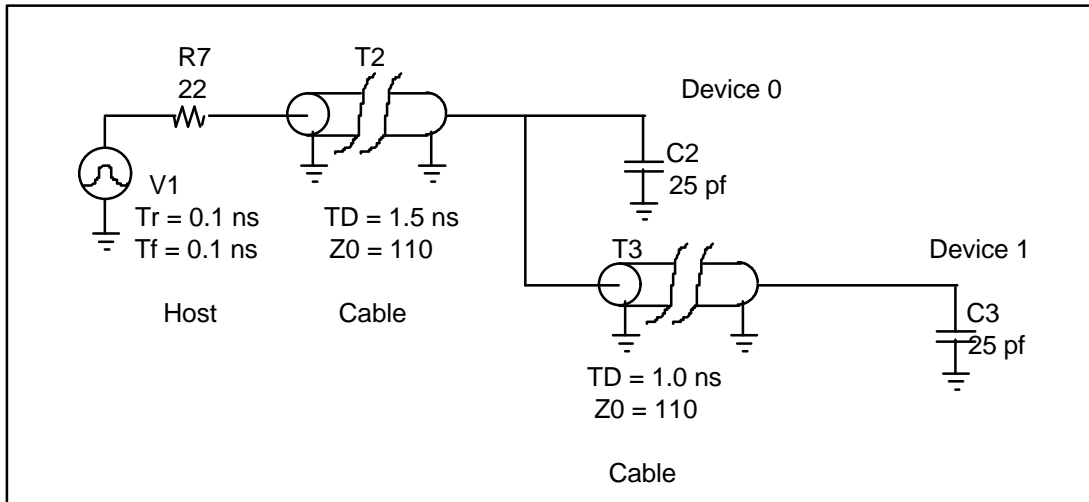 R7
22
T2
Device 0
V1
Tr = 0.1 ns
Tf = 0.1 ns
TD = 1.5 ns
Z0 = 110
C2
25 pf
Host
Cable
T3
Device 1
C3
25 pf
TD = 1.0 ns
Z0 = 110
Cable